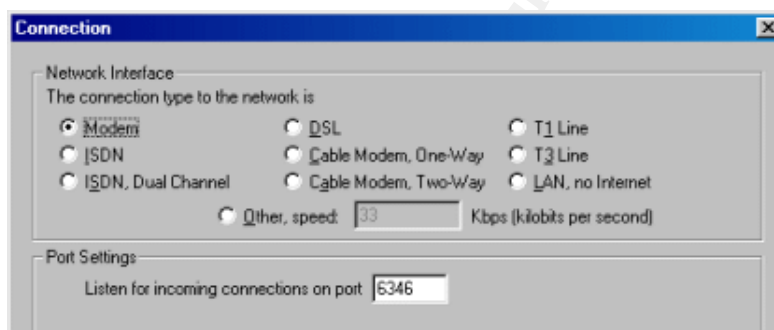 Connection
Network Interface
The connection type to the network is
Modem DSL T1 Line
ISDN Cable Modem, One-Way T3 Line
ISDN, Dual Channel Cable Modem, Two-Way LAN, no Internet
Other, speed: 33 Kbps (kilobits per second)
Port Settings
Listen for incoming connections on port 6346